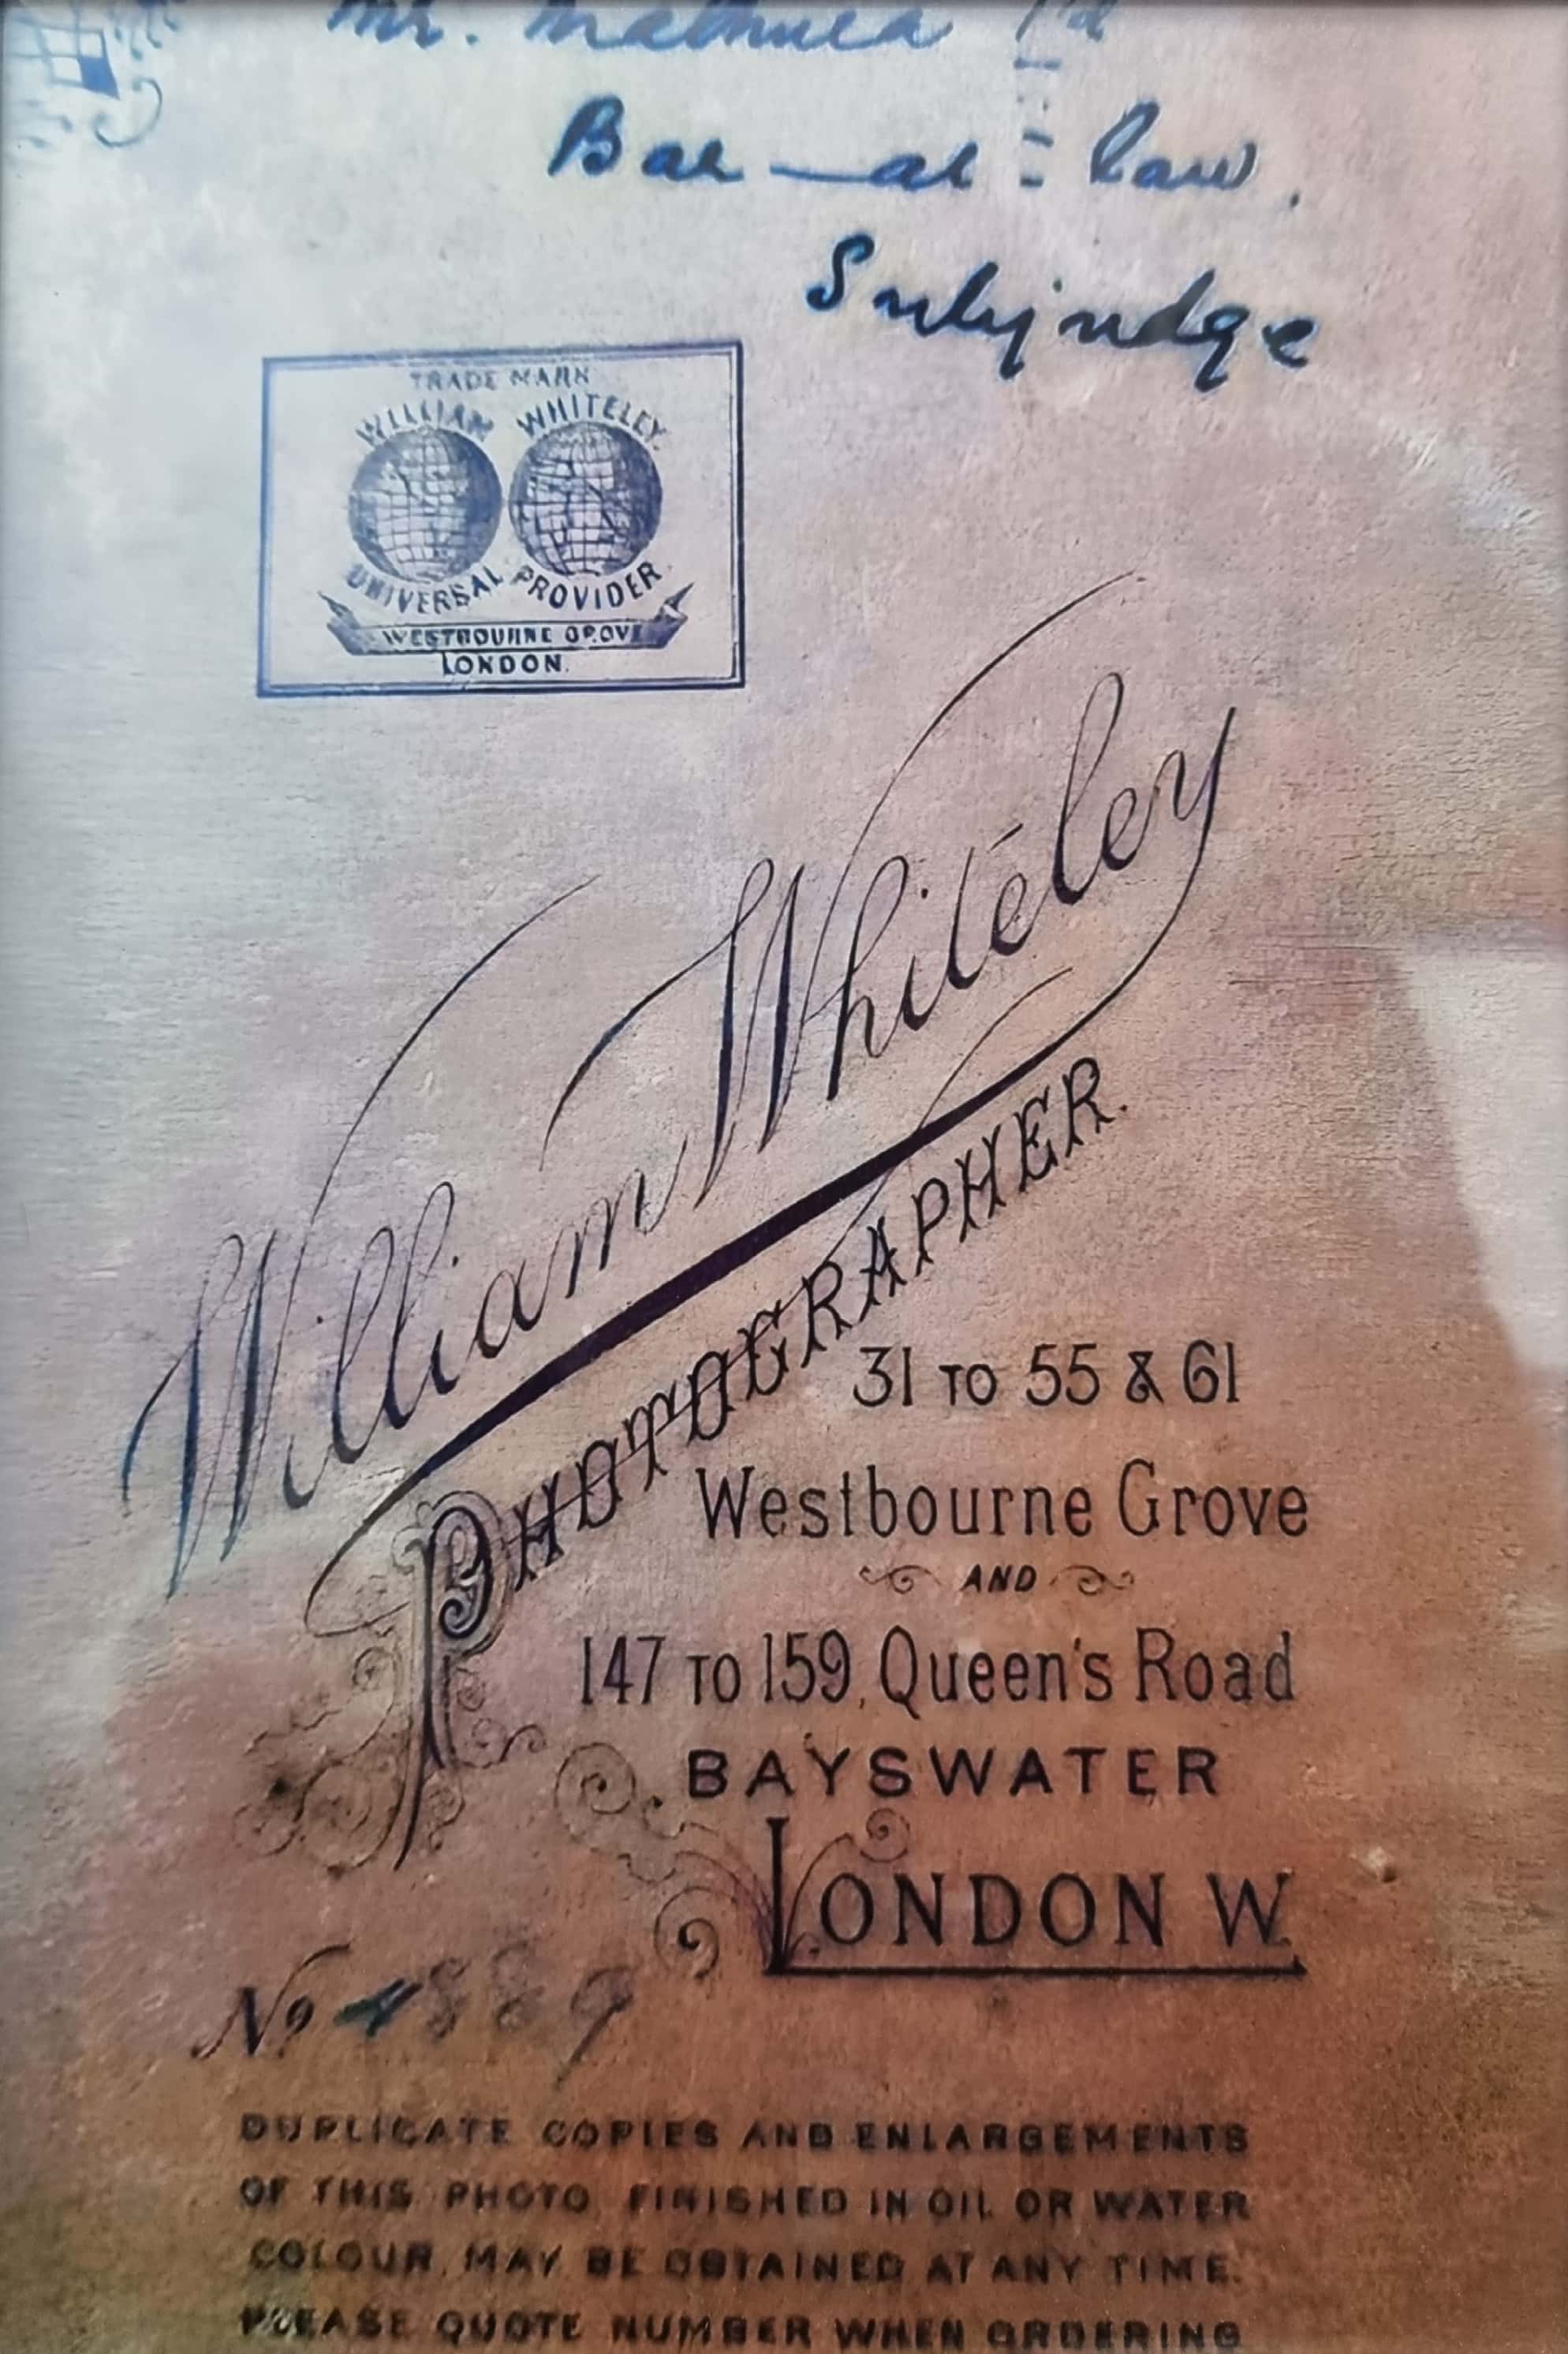 Mr.
Bar-at-law.
Subjudge
TRADE MARK
WILLIAM WHITELEY
UNIVERSAL PROVIDER
WESTBOURNE GROVE
LONDON.
William Whiteley
PHOTOGRAPHER.
31 TO 55 & 61
Westbourne Grove
AND
147 TO 159, Queen's Road
BAYSWATER
LONDON W.
No 4889
DUPLICATE COPIES AND ENLARGEMENTS
OF THIS PHOTO FINISHED IN OIL OR WATER
COLOUR, MAY BE OBTAINED AT ANY TIME.
PLEASE QUOTE NUMBER WHEN ORDERING